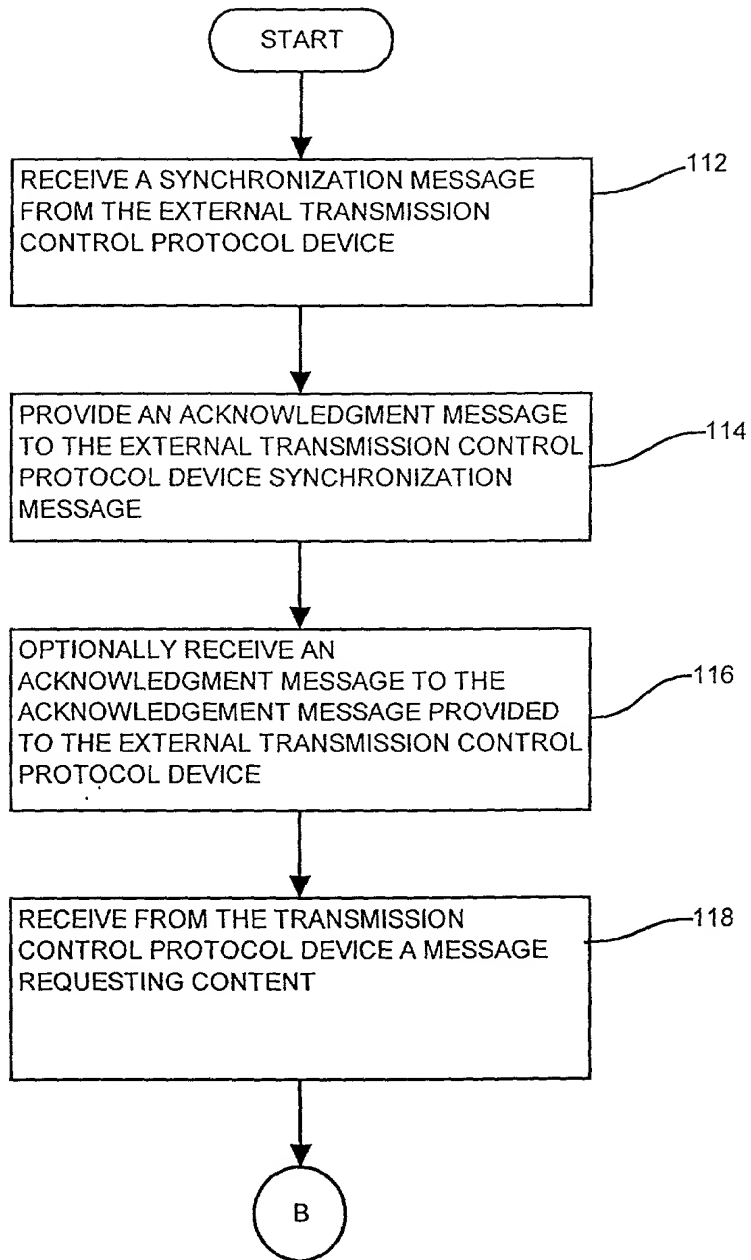 START
RECEIVE A SYNCHRONIZATION MESSAGE
FROM THE EXTERNAL TRANSMISSION
CONTROL PROTOCOL DEVICE
112
PROVIDE AN ACKNOWLEDGMENT MESSAGE
TO THE EXTERNAL TRANSMISSION CONTROL
PROTOCOL DEVICE SYNCHRONIZATION
MESSAGE
114
OPTIONALLY RECEIVE AN
ACKNOWLEDGMENT MESSAGE TO THE
ACKNOWLEDGEMENT MESSAGE PROVIDED
TO THE EXTERNAL TRANSMISSION CONTROL
PROTOCOL DEVICE
116
RECEIVE FROM THE TRANSMISSION
CONTROL PROTOCOL DEVICE A MESSAGE
REQUESTING CONTENT
118
B